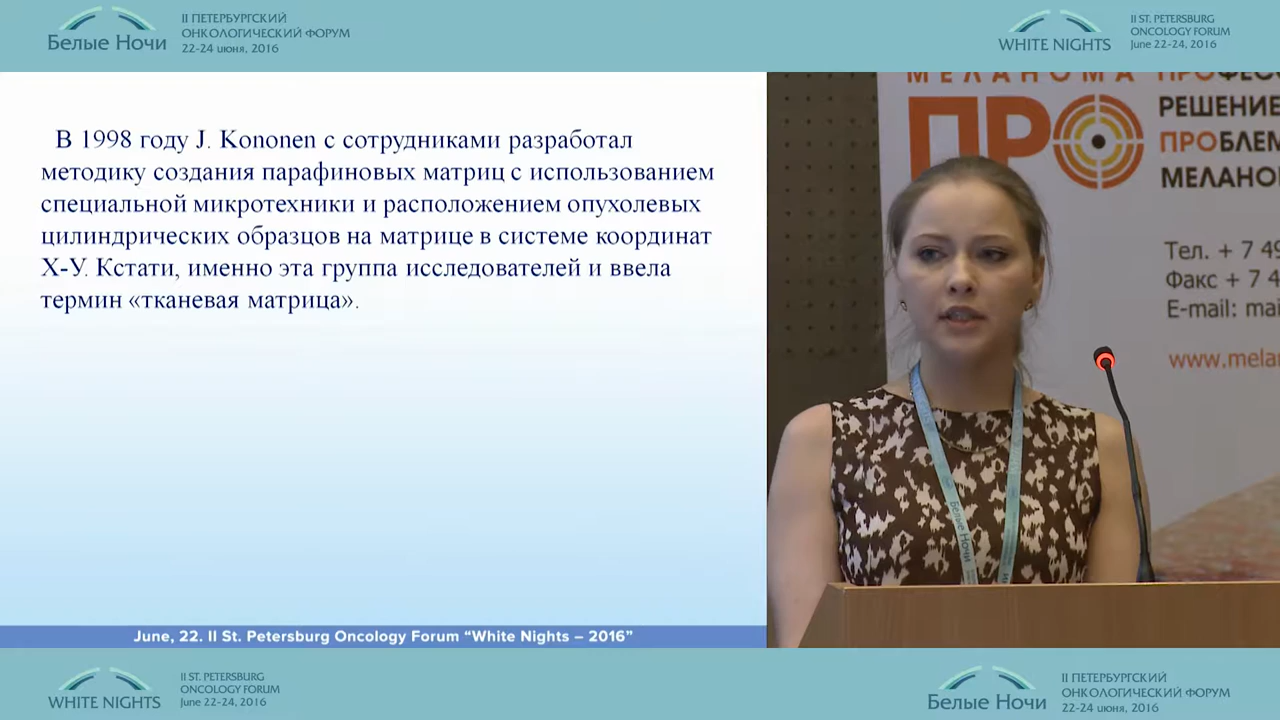 Белые Ночи
II ПЕТЕРБУРГСКИЙ
ОНКОЛОГИЧЕСКИЙ ФОРУМ
22-24 июня, 2016
WHITE NIGHTS
II ST. PETERSBURG
ONCOLOGY FORUM
June 22-24, 2016
В 1998 году J. Kononen с сотрудниками разработал
методику создания парафиновых матриц с использованием
специальной микротехники и расположением опухолевых
цилиндрических образцов на матрице в системе координат
Х-У. Кстати, именно эта группа исследователей и ввела
термин «тканевая матрица».
June, 22. II St. Petersburg Oncology Forum “White Nights – 2016”
МЕЛАНОМА
ПРО
РЕШЕНИЕ
Тел. + 7 49
Факс + 7 4
E-mail: mai
www.mela
Белые Ночи
WHITE NIGHTS
II ST. PETERSBURG
ONCOLOGY FORUM
June 22-24, 2016
Белые Ночи
II ПЕТЕРБУРГСКИЙ
ОНКОЛОГИЧЕСКИЙ ФОРУМ
22-24 июня, 2016